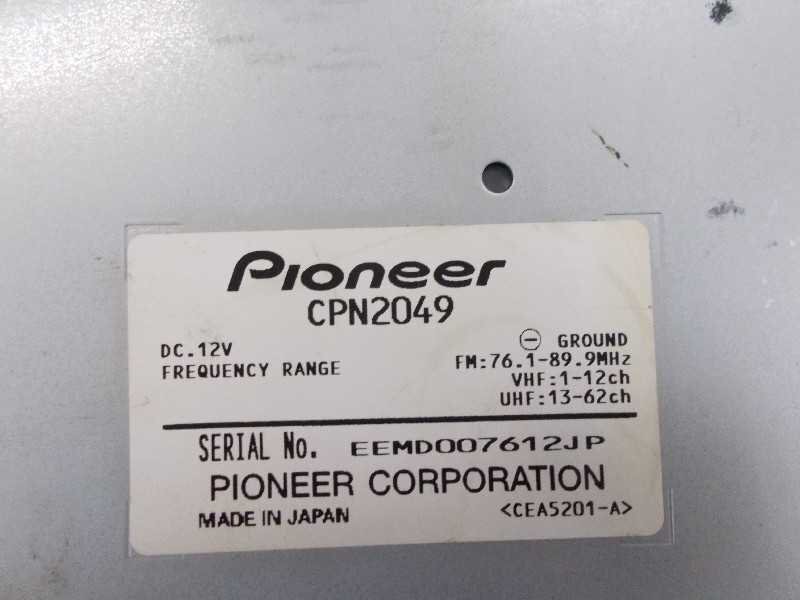 Pioneer
CPN2049
DC.12V
⊖ GROUND
FREQUENCY RANGE
FM:76.1-89.9MHz
VHF:1-12ch
UHF:13-62ch
SERIAL No. EEMD007612JP
PIONEER CORPORATION
MADE IN JAPAN
<CEA5201-A>